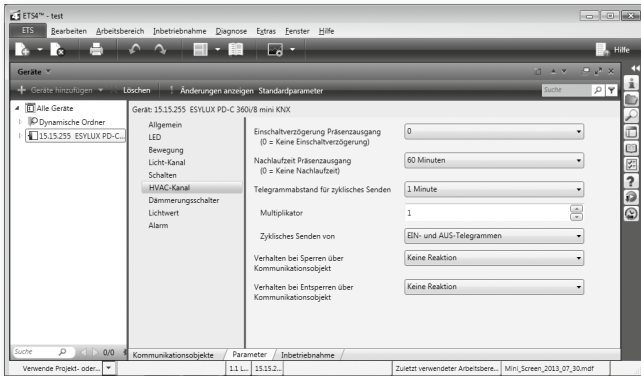 ETS4™ - test
ETS Bearbeiten Arbeitsbereich Inbetriebnahme Diagnose Extras Fenster Hilfe
Hilfe
Geräte
Geräte hinzufügen Löschen Änderungen anzeigen Standardparameter Suche
Alle Geräte
Dynamische Ordner
15.15.255 ESYLUX PD-C...
Gerät: 15.15.255 ESYLUX PD-C 360i/8 mini KNX
Allgemein
LED
Bewegung
Licht-Kanal
Schalten
HVAC-Kanal
Dämmerungsschalter
Lichtwert
Alarm
Einschaltverzögerung Präsenzausgang
(0 = Keine Einschaltverzögerung)
0
Nachlaufzeit Präsenzausgang
(0 = Keine Nachlaufzeit)
60 Minuten
Telegrammabstand für zyklisches Senden
1 Minute
Multiplikator
1
Zyklisches Senden von
EIN- und AUS-Telegrammen
Verhalten bei Sperren über
Kommunikationsobjekt
Keine Reaktion
Verhalten bei Entsperren über
Kommunikationsobjekt
Keine Reaktion
Suche 0/0
Kommunikationsobjekte Parameter Inbetriebnahme
Verwende Projekt- oder... 1.1 L... 15.15.2... Zuletzt verwendeter Arbeitsbere... Mini_Screen_2013_07_30.mdf